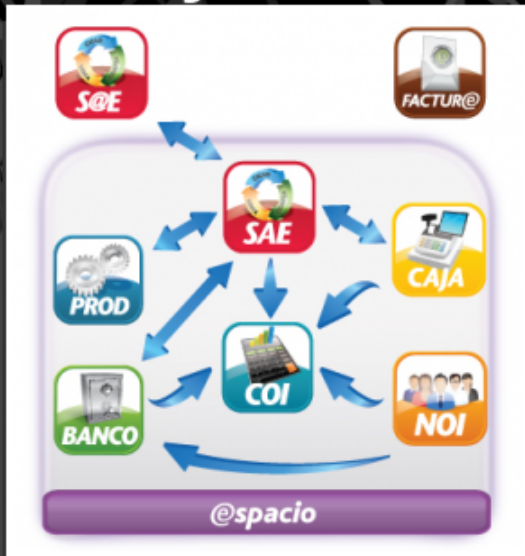 S@E
FACTUR@
SAE
PROD
CAJA
COI
BANCO
NOI
@spacio